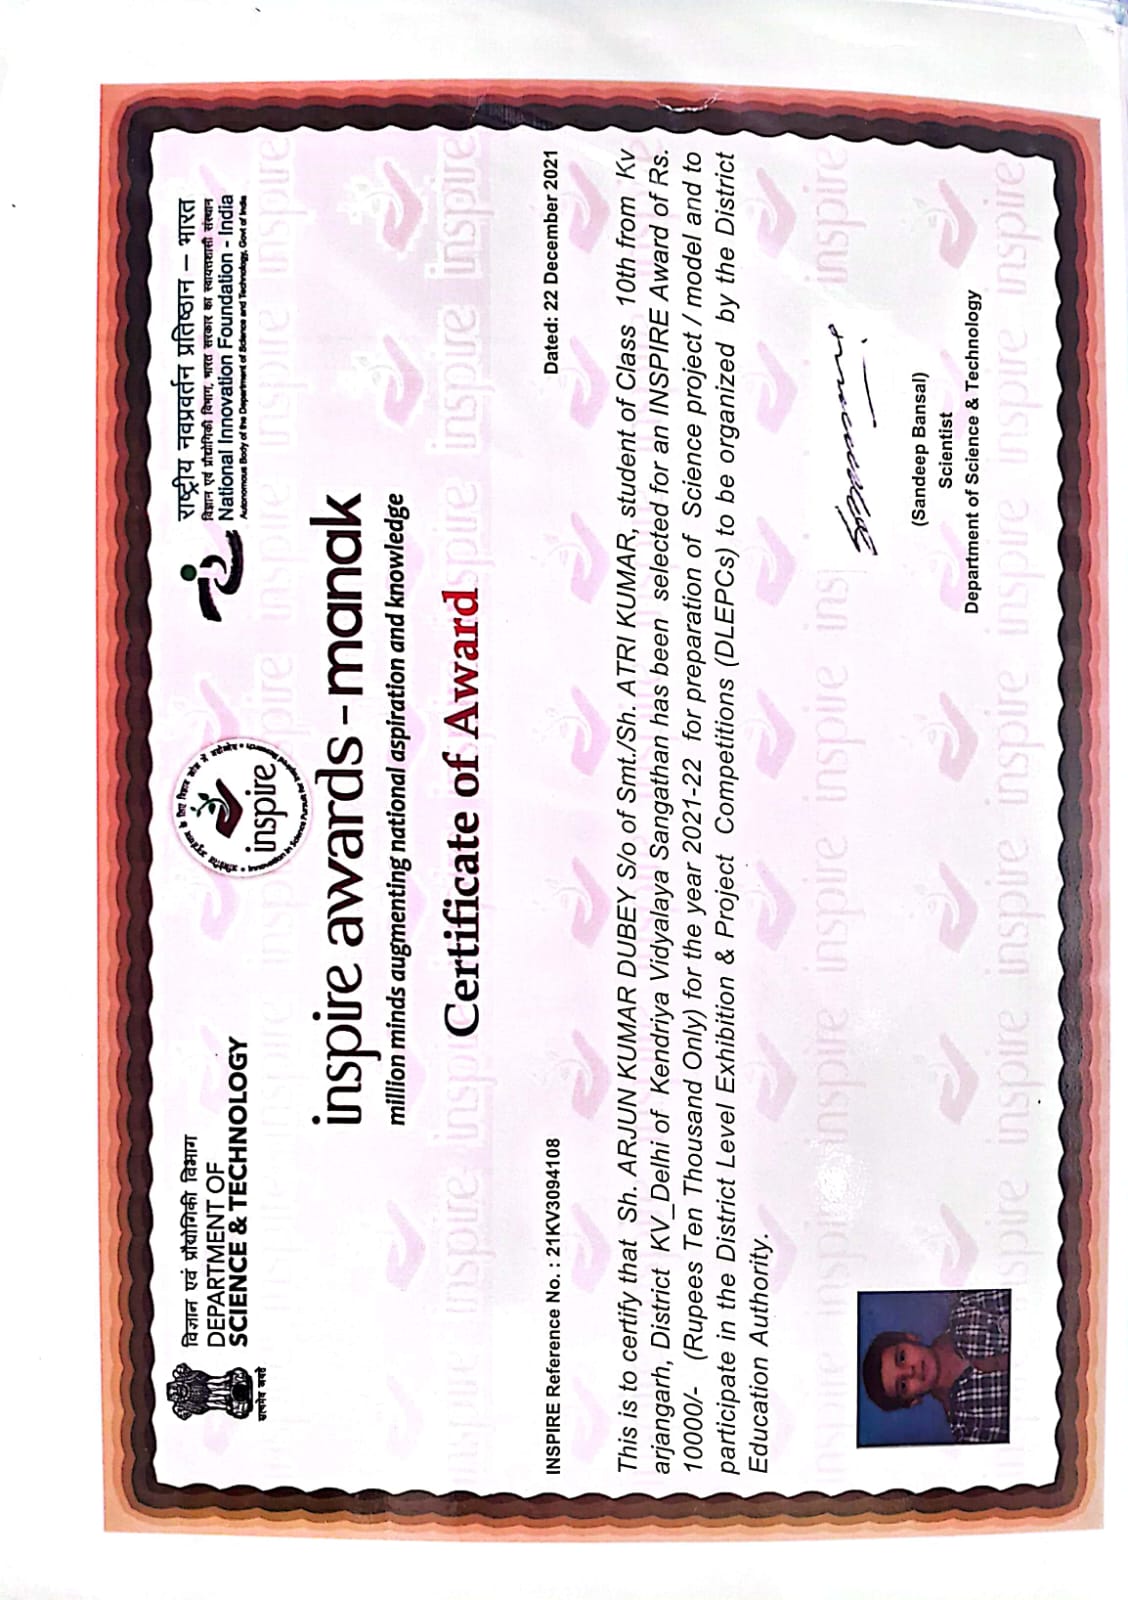 विज्ञान एवं प्रौद्योगिकी विभाग
DEPARTMENT OF
SCIENCE & TECHNOLOGY
सत्यमेव जयते
inspire
Innovation in Science Pursuit for Inspired Research
राष्ट्रीय नवप्रवर्तन प्रतिष्ठान – भारत
विज्ञान एवं प्रौद्योगिकी विभाग, भारत सरकार का स्वायत्तशासी संस्थान
National Innovation Foundation - India
Autonomous Body of the Department of Science and Technology, Govt of India
inspire awards - manak
million minds augmenting national aspiration and knowledge
Certificate of Award
INSPIRE Reference No. : 21KV3094108
Dated: 22 December 2021
This is to certify that Sh. ARJUN KUMAR DUBEY S/o of Smt./Sh. ATRI KUMAR, student of Class 10th from Kv
arjangarh, District KV_Delhi of Kendriya Vidyalaya Sangathan has been selected for an INSPIRE Award of Rs.
10000/- (Rupees Ten Thousand Only) for the year 2021-22 for preparation of Science project / model and to
participate in the District Level Exhibition & Project Competitions (DLEPCs) to be organized by the District
Education Authority.
(Sandeep Bansal)
Scientist
Department of Science & Technology